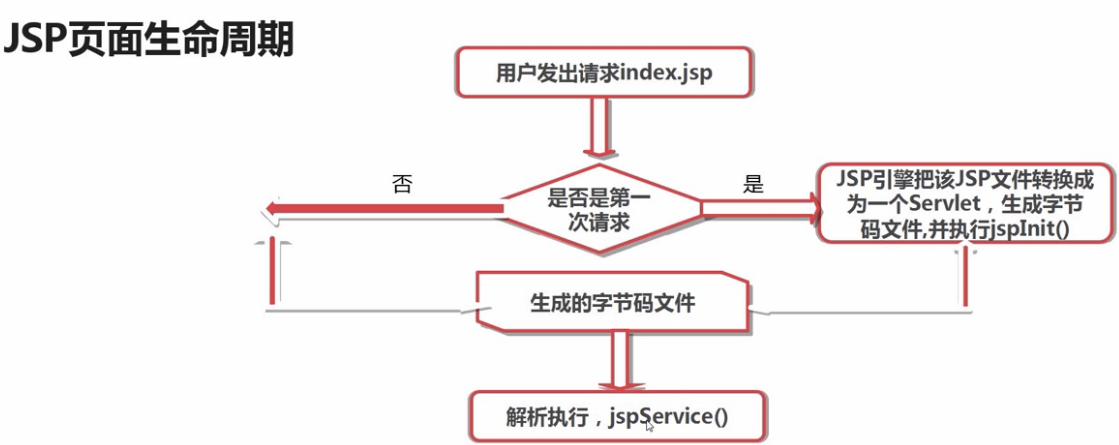 JSP页面生命周期
用户发出请求index.jsp
否
是否是第一
次请求
是
JSP引擎把该JSP文件转换成
为一个Servlet，生成字节
码文件,并执行jspInit()
生成的字节码文件
解析执行，jspService()